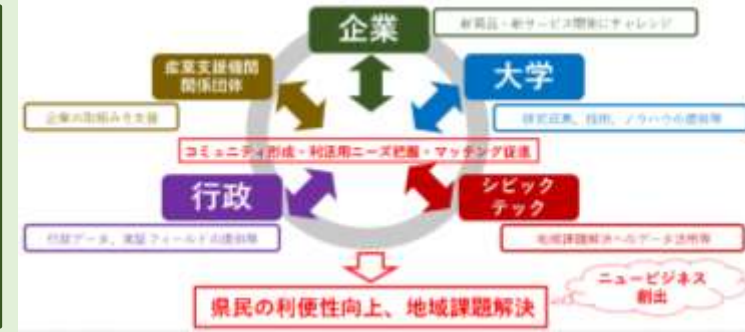 企業
新商品・新サービス開発にチャレンジ
産業支援機関
関係団体
大学
企業の取組みを支援
研究成果、技術、ノウハウの提供等
コミュニティ形成・利活用ニーズ把握・マッチング促進
行政
シビック
テック
行政データ、実証フィールドの提供等
地域課題解決へのデータ活用等
ニュービジネス
創出
県民の利便性向上、地域課題解決